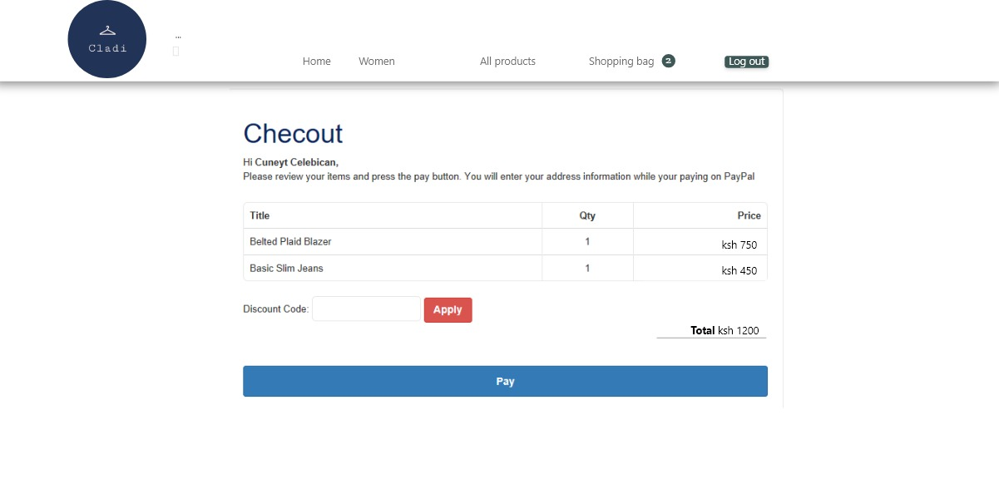 Cladi
...
Home Women All products Shopping bag 2 Log out
Checout
Hi Cuneyt Celebican,
Please review your items and press the pay button. You will enter your address information while your paying on PayPal
Title Qty Price
Belted Plaid Blazer 1 ksh 750
Basic Slim Jeans 1 ksh 450
Discount Code: Apply
Total ksh 1200
Pay